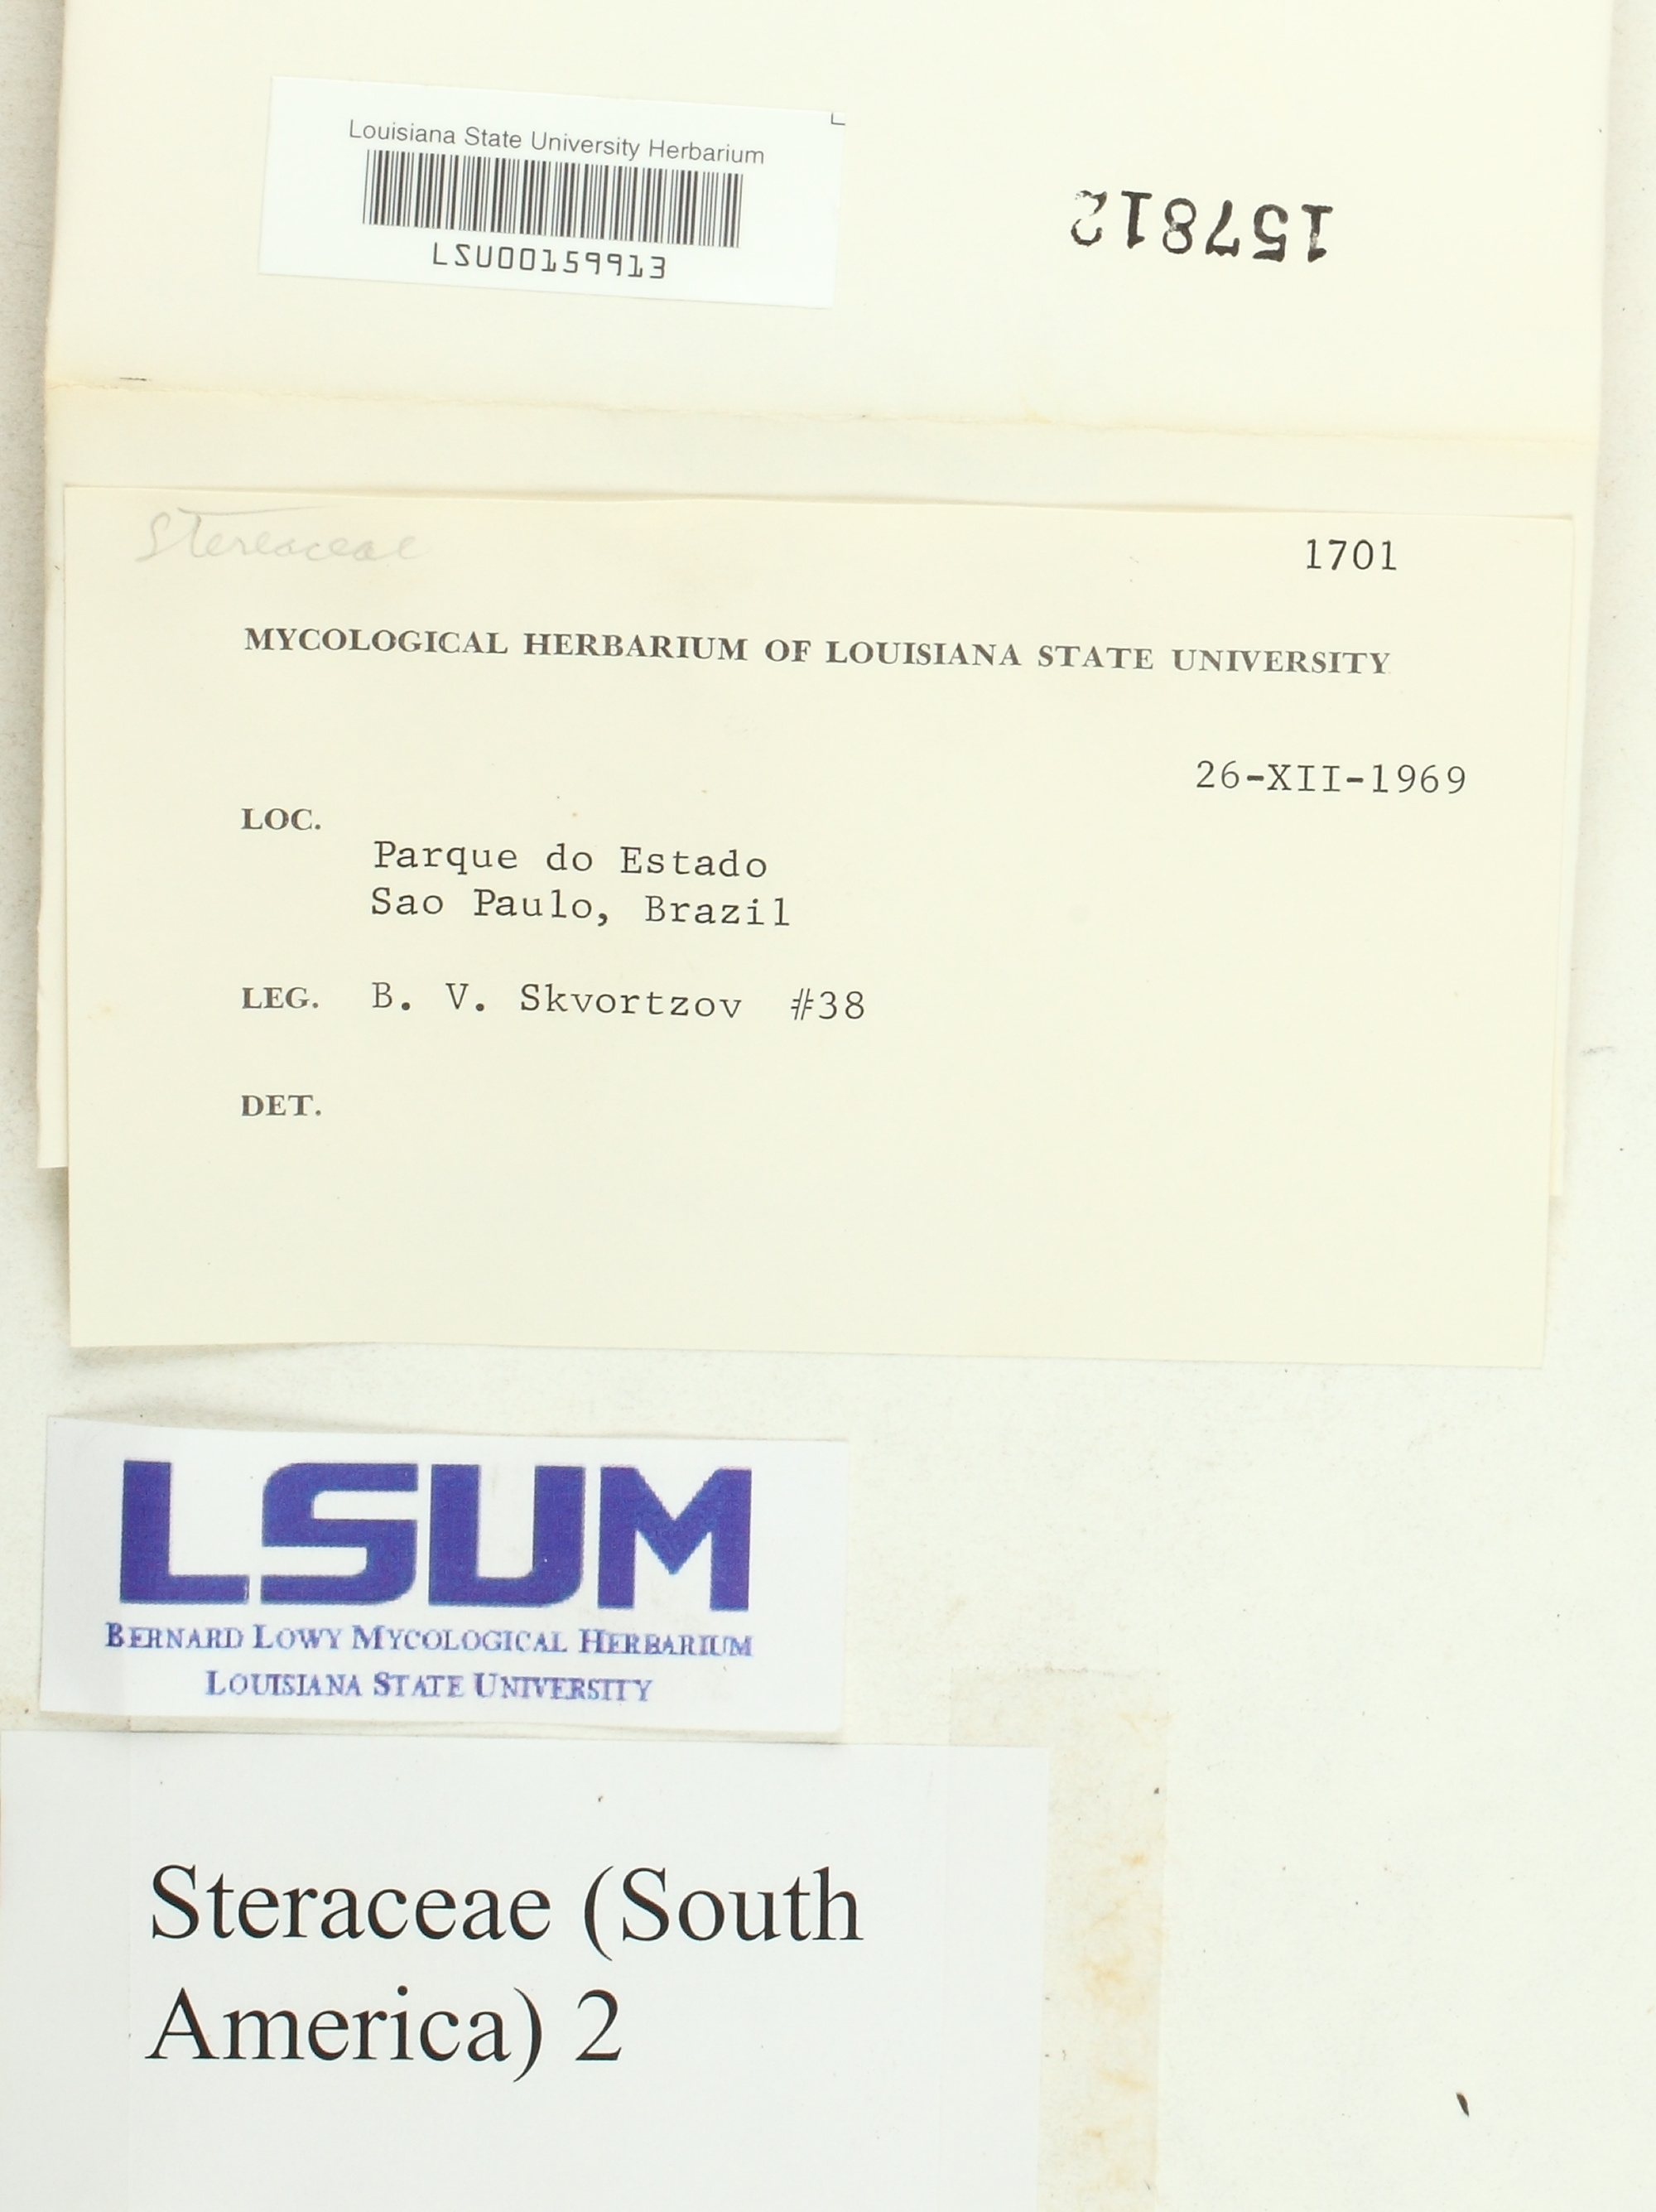 Louisiana State University Herbarium
LSU00159913
157812
Stereaceae
1701
MYCOLOGICAL HERBARIUM OF LOUISIANA STATE UNIVERSITY
26-XII-1969
LOC.
Parque do Estado
Sao Paulo, Brazil
LEG. B. V. Skvortzov #38
DET.
LSUM
BERNARD LOWY MYCOLOGICAL HERBARIUM
LOUISIANA STATE UNIVERSITY
Steraceae (South
America) 2